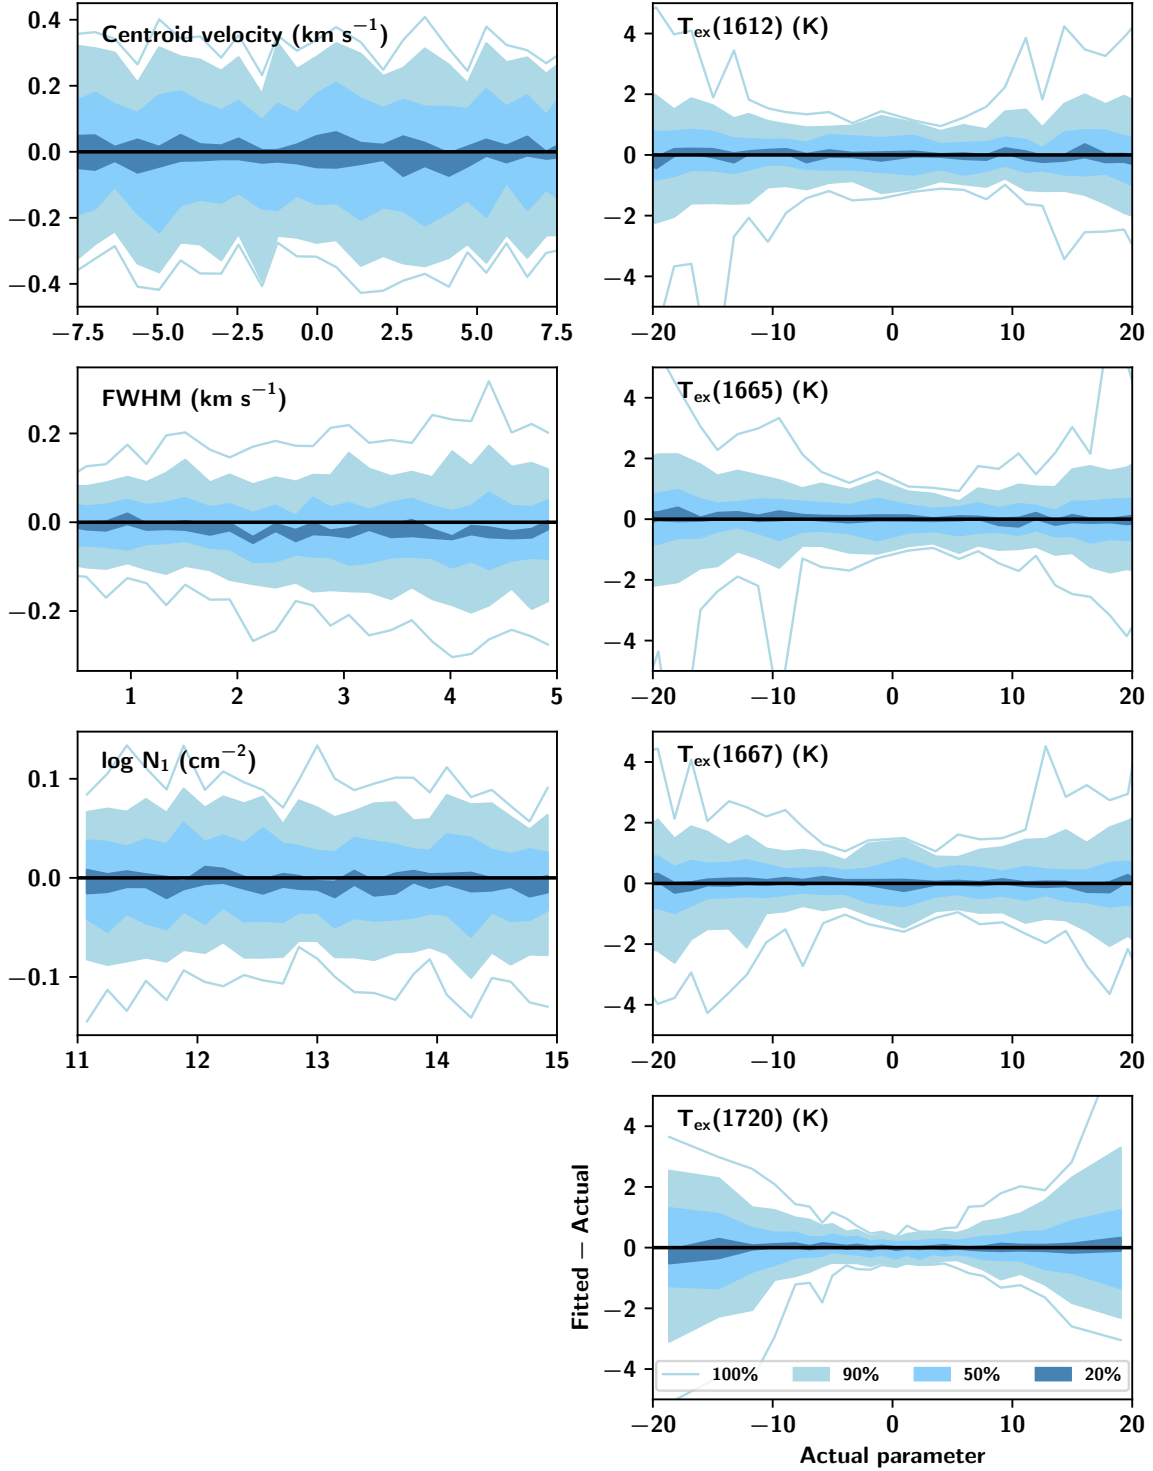 Centroid velocity (km s⁻¹)
0.4
0.2
0.0
−0.2
−0.4
−7.5 −5.0 −2.5 0.0 2.5 5.0 7.5
Tₑₓ(1612) (K)
4
2
0
−2
−4
−20 −10 0 10 20
FWHM (km s⁻¹)
0.2
0.0
−0.2
1 2 3 4 5
Tₑₓ(1665) (K)
4
2
0
−2
−4
−20 −10 0 10 20
log N₁ (cm⁻²)
0.1
0.0
−0.1
11 12 13 14 15
Tₑₓ(1667) (K)
4
2
0
−2
−4
−20 −10 0 10 20
Tₑₓ(1720) (K)
4
2
0
−2
−4
Fitted − Actual
100% 90% 50% 20%
−20 −10 0 10 20
Actual parameter